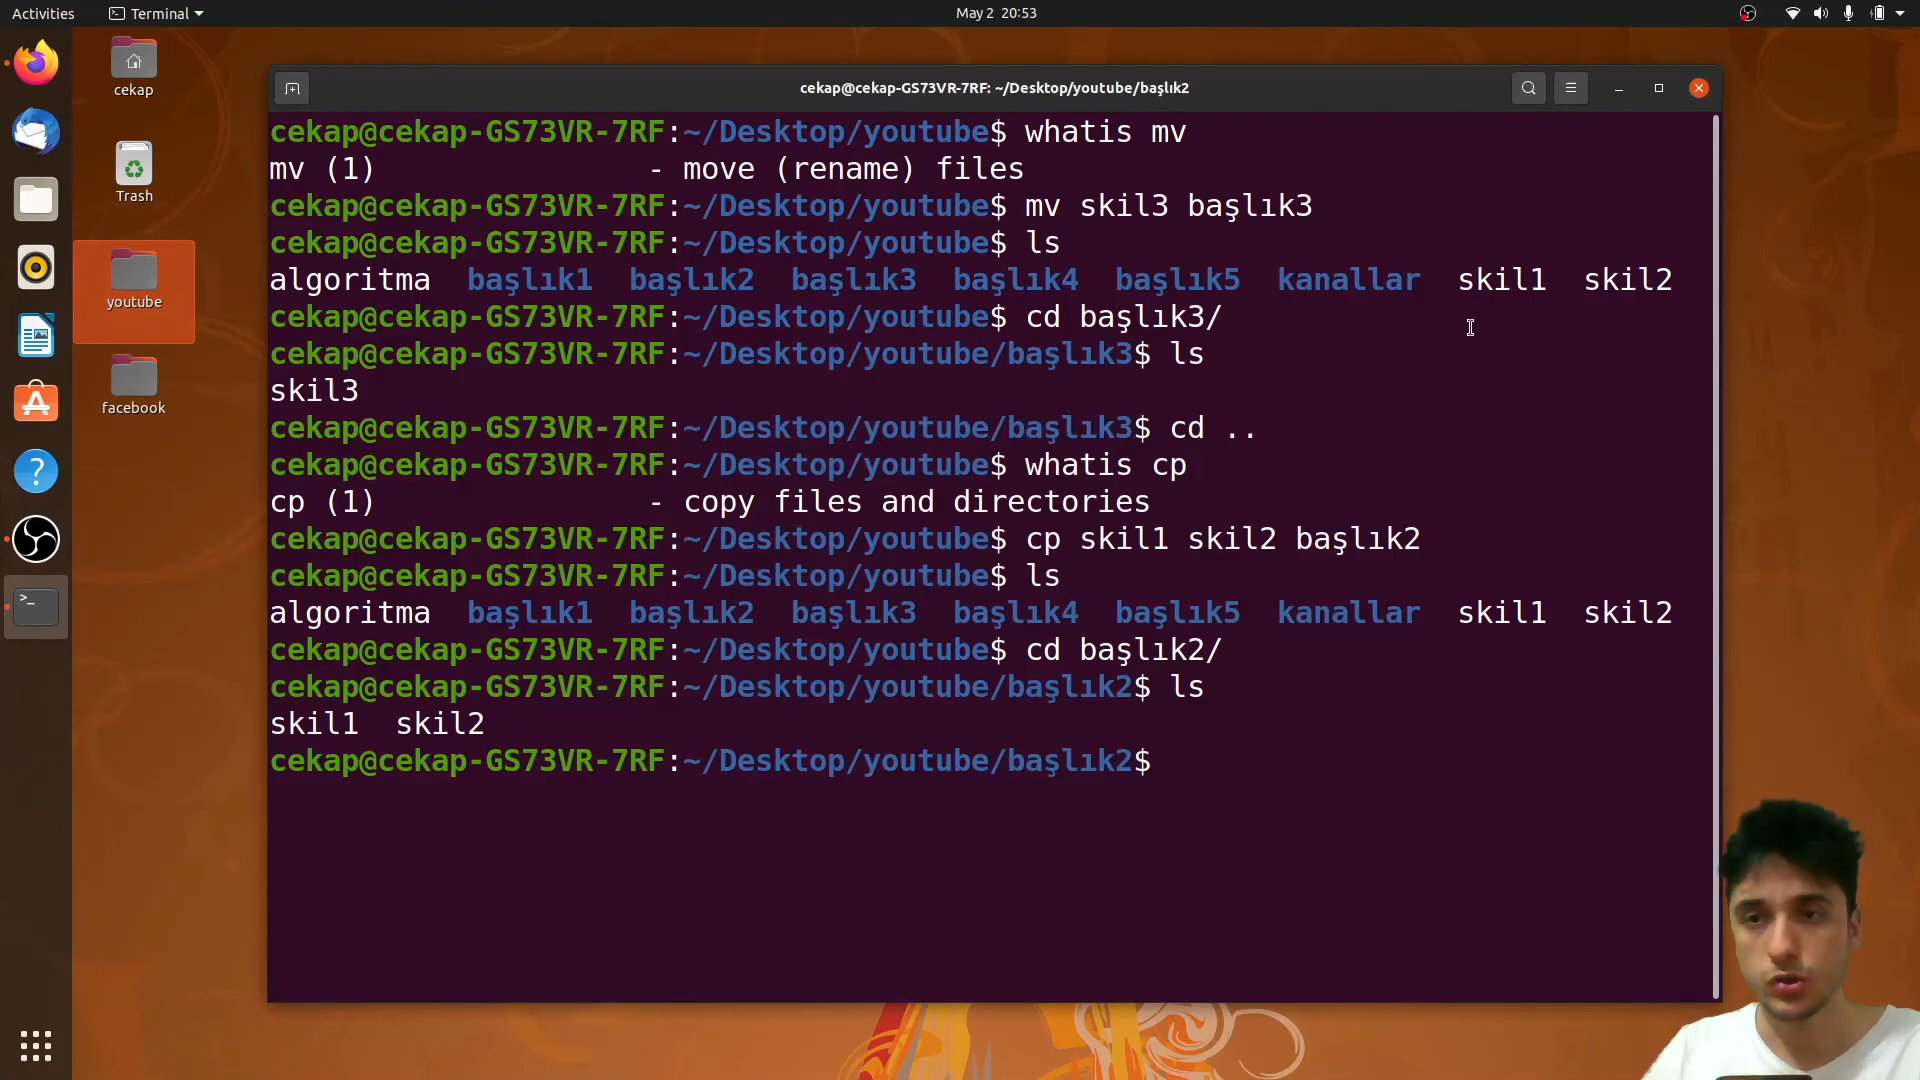 Activities Terminal May 2 20:53
cekap
Trash
youtube
facebook
cekap@cekap-GS73VR-7RF: ~/Desktop/youtube/başlık2
cekap@cekap-GS73VR-7RF:~/Desktop/youtube$ whatis mv
mv (1)               - move (rename) files
cekap@cekap-GS73VR-7RF:~/Desktop/youtube$ mv skil3 başlık3
cekap@cekap-GS73VR-7RF:~/Desktop/youtube$ ls
algoritma  başlık1  başlık2  başlık3  başlık4  başlık5  kanallar  skil1  skil2
cekap@cekap-GS73VR-7RF:~/Desktop/youtube$ cd başlık3/
cekap@cekap-GS73VR-7RF:~/Desktop/youtube/başlık3$ ls
skil3
cekap@cekap-GS73VR-7RF:~/Desktop/youtube/başlık3$ cd ..
cekap@cekap-GS73VR-7RF:~/Desktop/youtube$ whatis cp
cp (1)               - copy files and directories
cekap@cekap-GS73VR-7RF:~/Desktop/youtube$ cp skil1 skil2 başlık2
cekap@cekap-GS73VR-7RF:~/Desktop/youtube$ ls
algoritma  başlık1  başlık2  başlık3  başlık4  başlık5  kanallar  skil1  skil2
cekap@cekap-GS73VR-7RF:~/Desktop/youtube$ cd başlık2/
cekap@cekap-GS73VR-7RF:~/Desktop/youtube/başlık2$ ls
skil1  skil2
cekap@cekap-GS73VR-7RF:~/Desktop/youtube/başlık2$